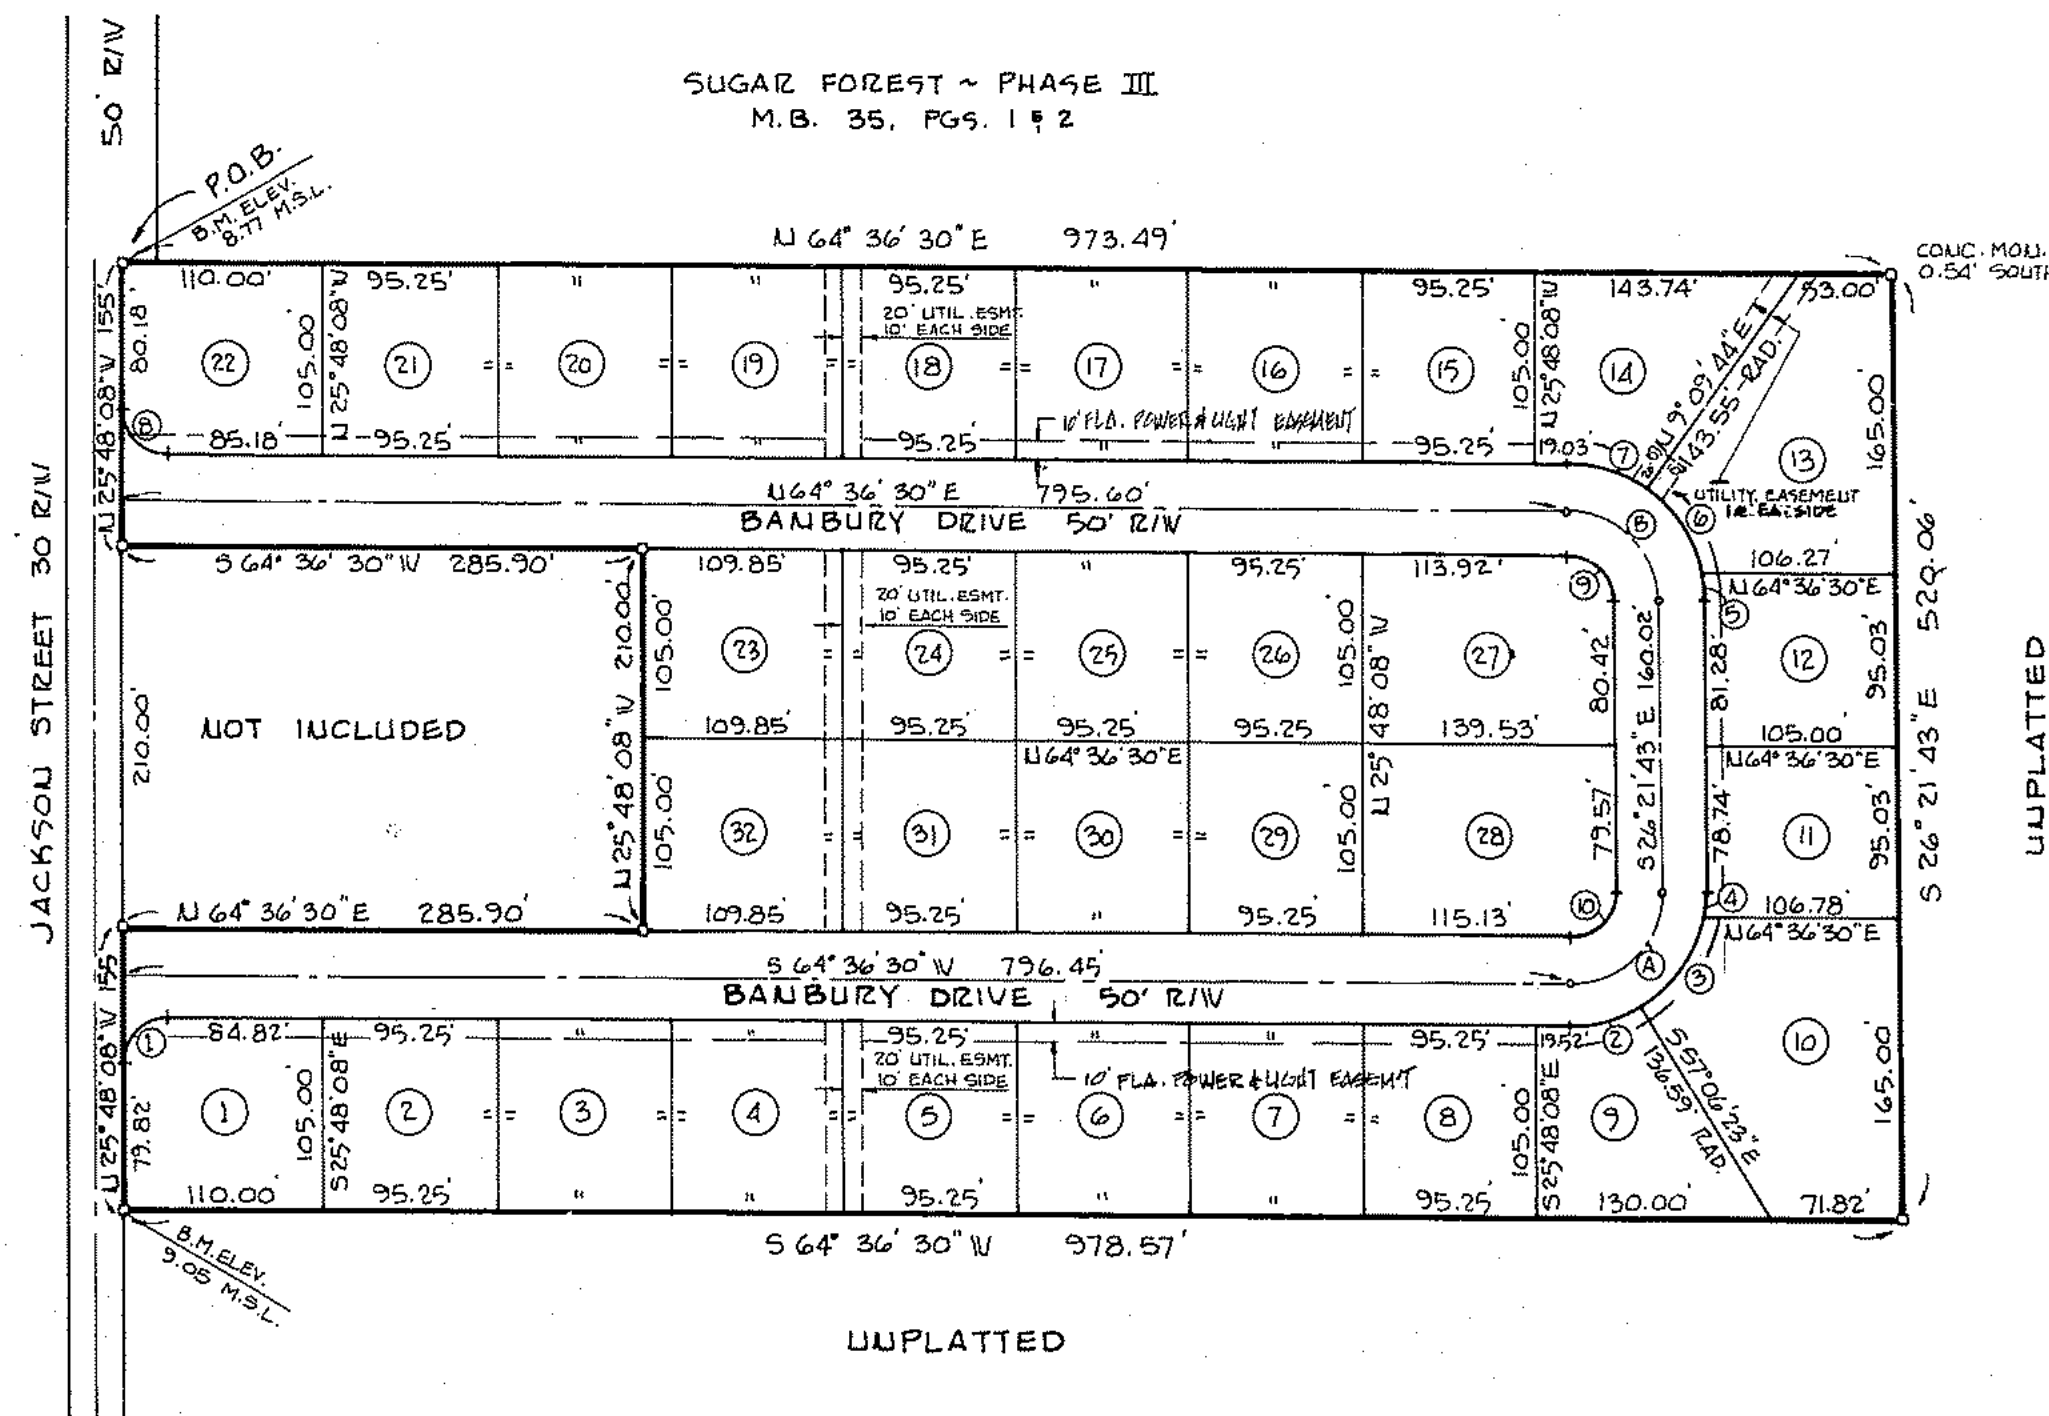 50' R/W
SUGAR FOREST ~ PHASE III
M.B. 35, PGS. 1 & 2
P.O.B.
B.M. ELEV.
8.77 M.S.L.
N 64° 36' 30" E 973.49'
CONC. MON.
0.54' SOUTH
110.00' 95.25' " " 95.25' " " 95.25' 143.74' 53.00'
N 25° 48' 08" W 155'
80.18'
105.00'
N 25° 48' 08" W
20' UTIL. ESMT.
10' EACH SIDE
105.00'
N 25° 48' 08" W
N 9° 09' 44" E
143.55' RAD.
165.00'
22 21 = = 20 = = 19 = = 18 = = 17 = = 16 = = 15 14
10' FLA. POWER & LIGHT EASEMENT
8 85.18' 95.25' " " 95.25' " " 95.25' 19.03' 7
13
UTILITY EASEMENT
6
N 64° 36' 30" E 795.60'
BANBURY DRIVE 50' R/W
B
S 64° 36' 30" W 285.90'
109.85' 95.25' " 95.25' 113.92'
9
106.27'
N 64° 36' 30" E
5
JACKSON STREET 30' R/W
210.00'
NOT INCLUDED
N 25° 48' 08" W 210.00'
105.00'
20' UTIL. ESMT.
10' EACH SIDE
105.00'
N 25° 48' 08" W
23 = = 24 = = 25 = = 26 27
80.42'
S 26° 21' 43" E 160.02'
81.28'
12
95.03'
S 26° 21' 43" E 520.06'
UNPLATTED
109.85' 95.25' 95.25' 95.25 139.53'
105.00'
N 64° 36' 30" E
N 64° 36' 30" E
105.00'
105.00'
32 = = 31 = = 30 = = 29 28
79.57'
78.74'
11
95.03'
N 64° 36' 30" E 285.90'
109.85' 95.25' " 95.25' 115.13'
10
4
106.78'
N 64° 36' 30" E
S 64° 36' 30" W 796.45'
BANBURY DRIVE 50' R/W
A
3
N 25° 48' 08" W 155'
1 84.82' 95.25' " " 95.25' " " 95.25' 19.52' 2
20' UTIL. ESMT.
10' EACH SIDE
10' FLA. POWER & LIGHT EASEM'T
79.82'
105.00'
S 25° 48' 08" E
105.00'
S 25° 48' 08" E
S 57° 06' 23" E
136.59' RAD.
10
165.00'
1 2 = = 3 = = 4 = = 5 = = 6 = = 7 = = 8 9
110.00' 95.25' " " 95.25' " " 95.25' 130.00' 71.82'
S 64° 36' 30" W 978.57'
B.M. ELEV.
9.05 M.S.L.
UNPLATTED